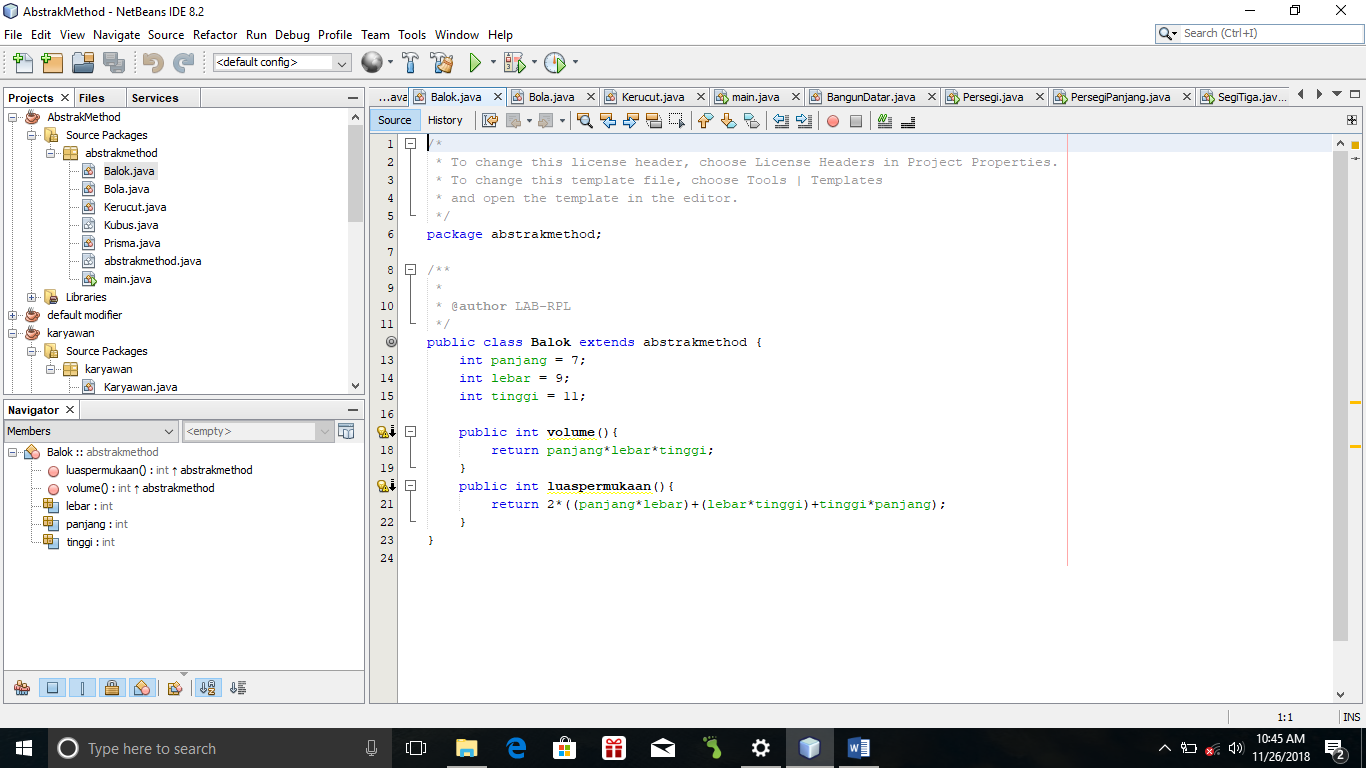 AbstrakMethod - NetBeans IDE 8.2
File Edit View Navigate Source Refactor Run Debug Profile Team Tools Window Help
Search (Ctrl+I)
<default config>
Projects Files Services
AbstrakMethod
Source Packages
abstrakmethod
Balok.java
Bola.java
Kerucut.java
Kubus.java
Prisma.java
abstrakmethod.java
main.java
Libraries
default modifier
karyawan
Source Packages
karyawan
Karyawan.java
Navigator
Members <empty>
Balok :: abstrakmethod
luaspermukaan() : int ↑ abstrakmethod
volume() : int ↑ abstrakmethod
lebar : int
panjang : int
tinggi : int
...ava Balok.java Bola.java Kerucut.java main.java BangunDatar.java Persegi.java PersegiPanjang.java SegiTiga.jav...
Source History
1 /*
2 * To change this license header, choose License Headers in Project Properties.
3 * To change this template file, choose Tools | Templates
4 * and open the template in the editor.
5 */
6 package abstrakmethod;
7
8 /**
9 *
10 * @author LAB-RPL
11 */
public class Balok extends abstrakmethod {
13 int panjang = 7;
14 int lebar = 9;
15 int tinggi = 11;
16
public int volume(){
18 return panjang*lebar*tinggi;
19 }
public int luaspermukaan(){
21 return 2*((panjang*lebar)+(lebar*tinggi)+tinggi*panjang);
22 }
23 }
24
1:1 INS
Type here to search
10:45 AM
11/26/2018
2